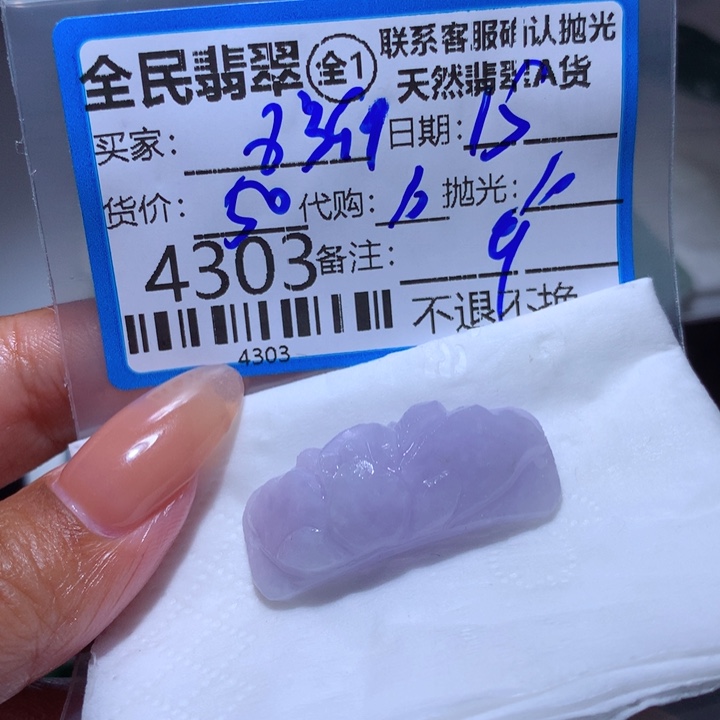 全民翡翠 全1 联系客服确认抛光
天然翡翠A货
买家： 日期：15
货价：50 代购： 抛光：
4303 备注：
不退不换
4303